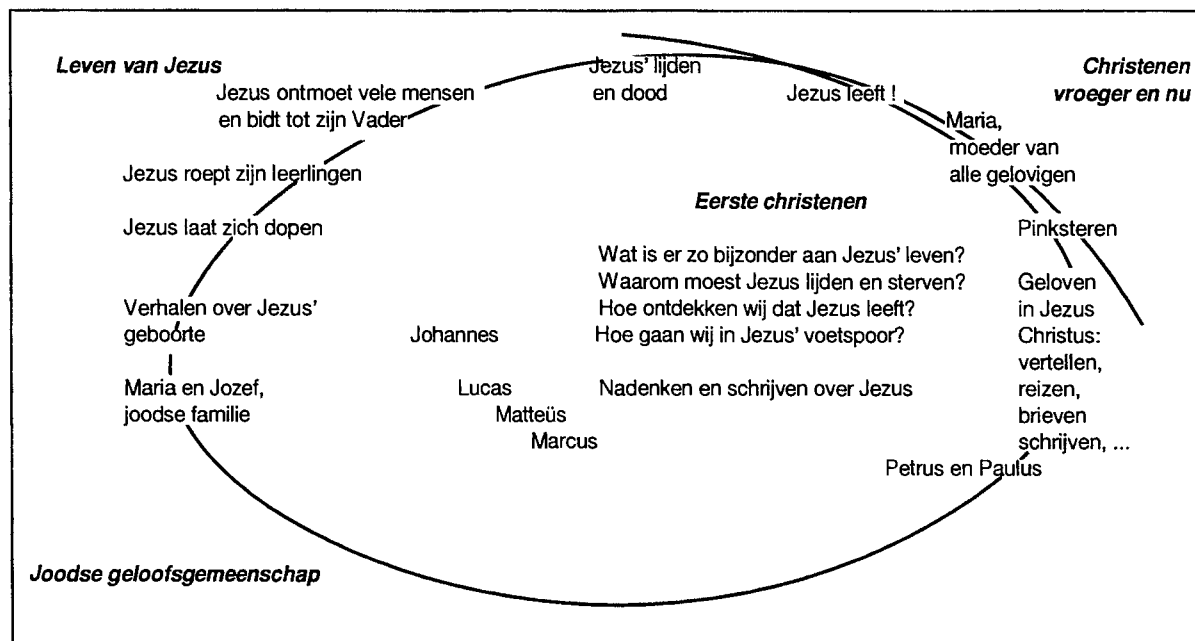 Leven van Jezus
Jezus' lijden
en dood
Christenen
vroeger en nu
Jezus ontmoet vele mensen
en bidt tot zijn Vader
Jezus leeft !
Maria,
moeder van
alle gelovigen
Jezus roept zijn leerlingen
Eerste christenen
Jezus laat zich dopen
Pinksteren
Wat is er zo bijzonder aan Jezus' leven?
Waarom moest Jezus lijden en sterven?
Hoe ontdekken wij dat Jezus leeft?
Hoe gaan wij in Jezus' voetspoor?
Geloven
in Jezus
Christus:
vertellen,
reizen,
brieven
schrijven, ...
Verhalen over Jezus'
geboorte
Johannes
Maria en Jozef,
joodse familie
Lucas
Matteüs
Marcus
Nadenken en schrijven over Jezus
Petrus en Paulus
Joodse geloofsgemeenschap